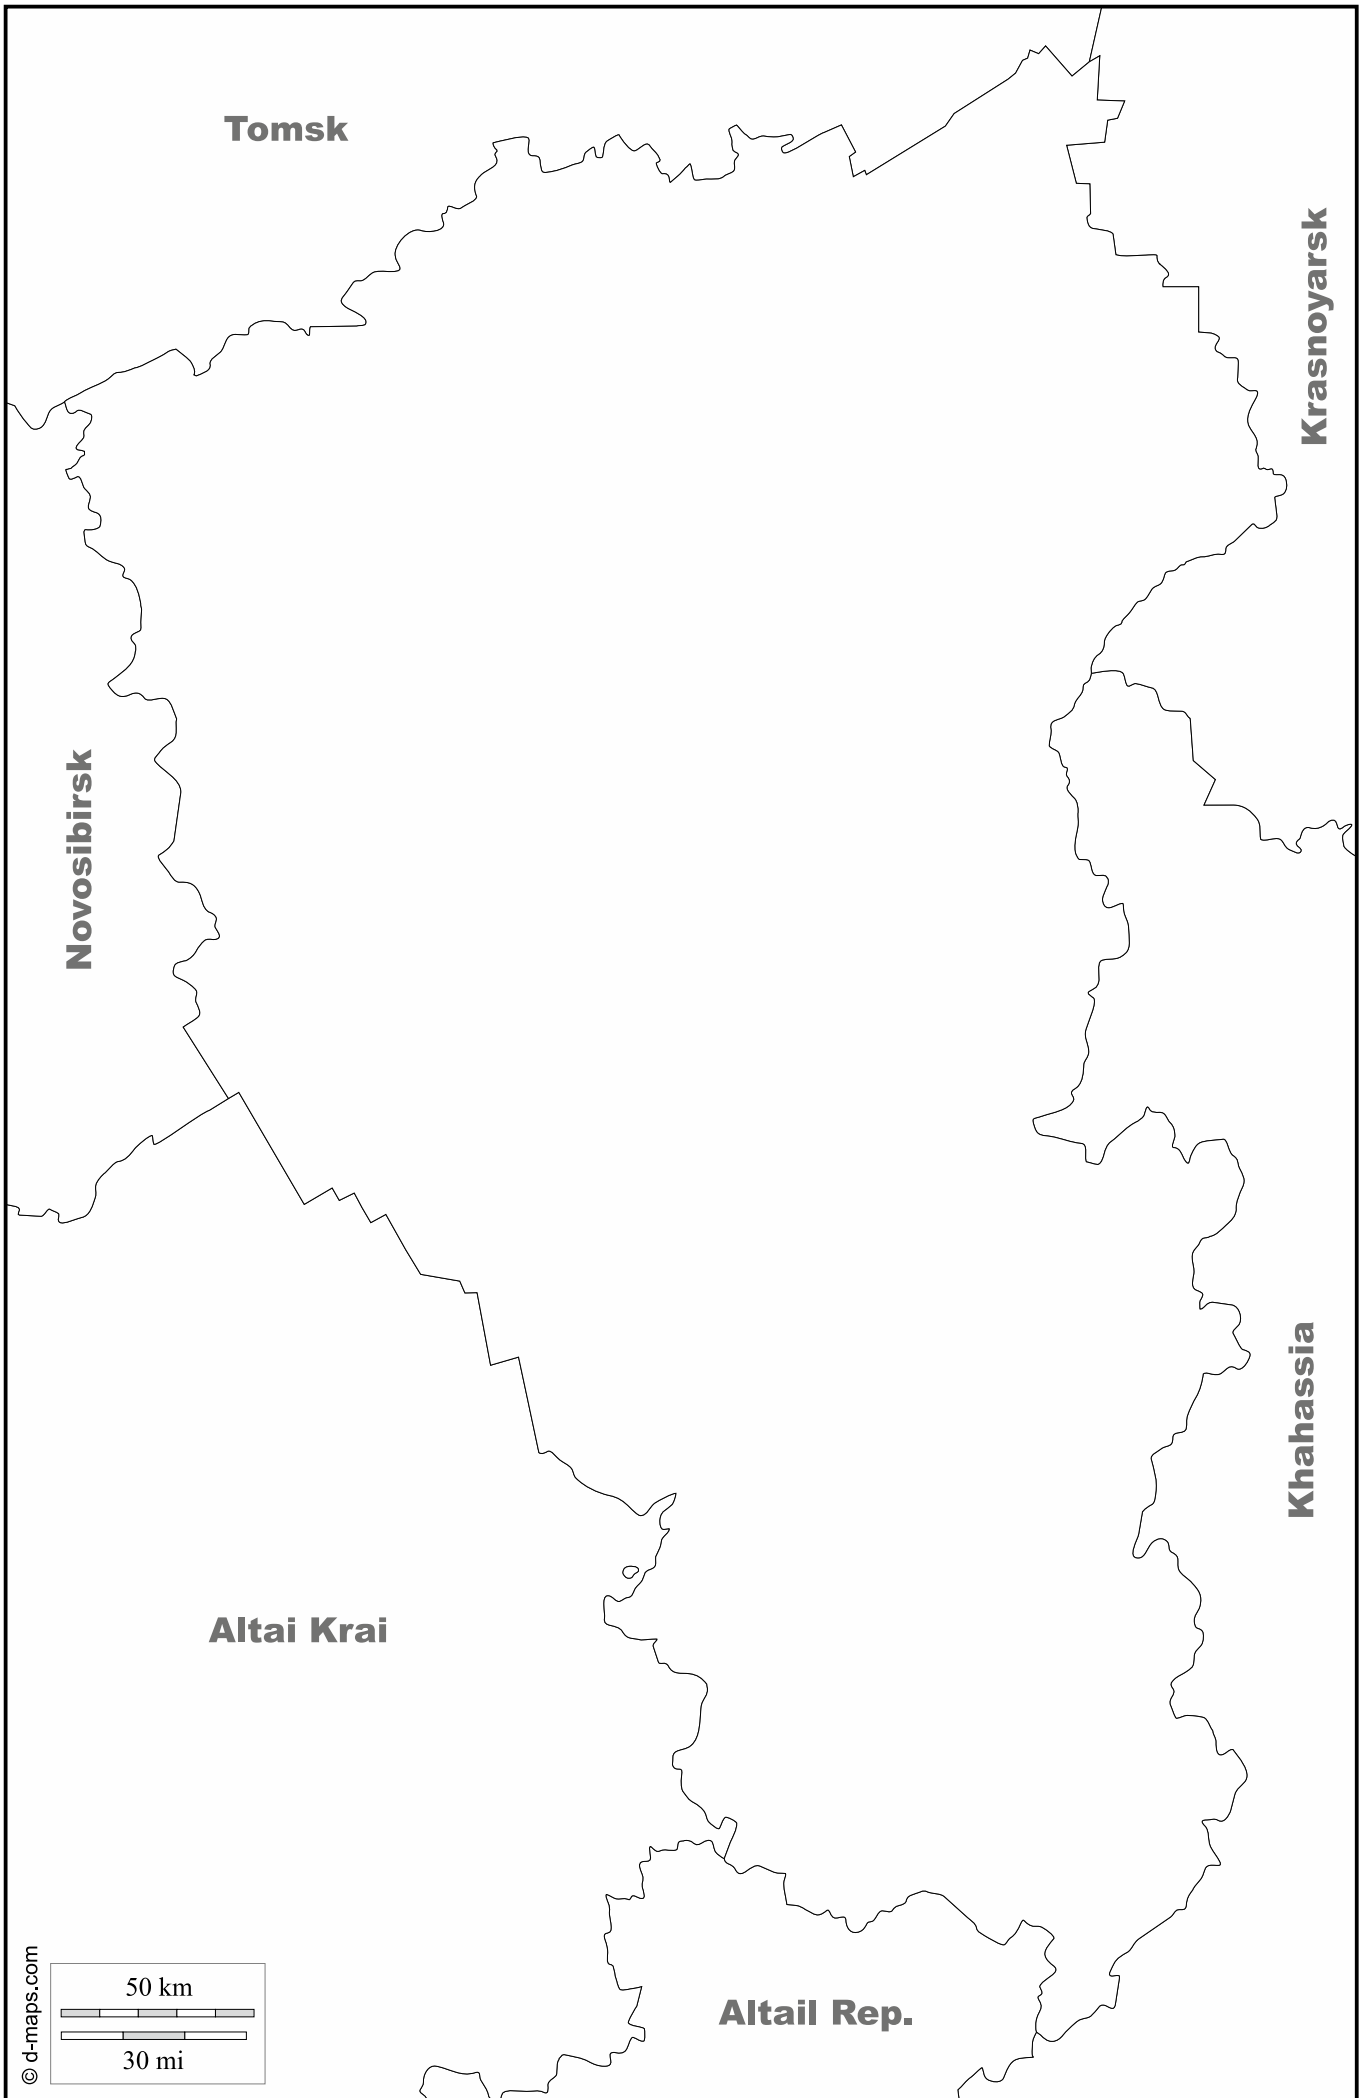 Tomsk
Krasnoyarsk
Novosibirsk
Khahassia
Altai Krai
Altail Rep.
50 km
30 mi
© d-maps.com